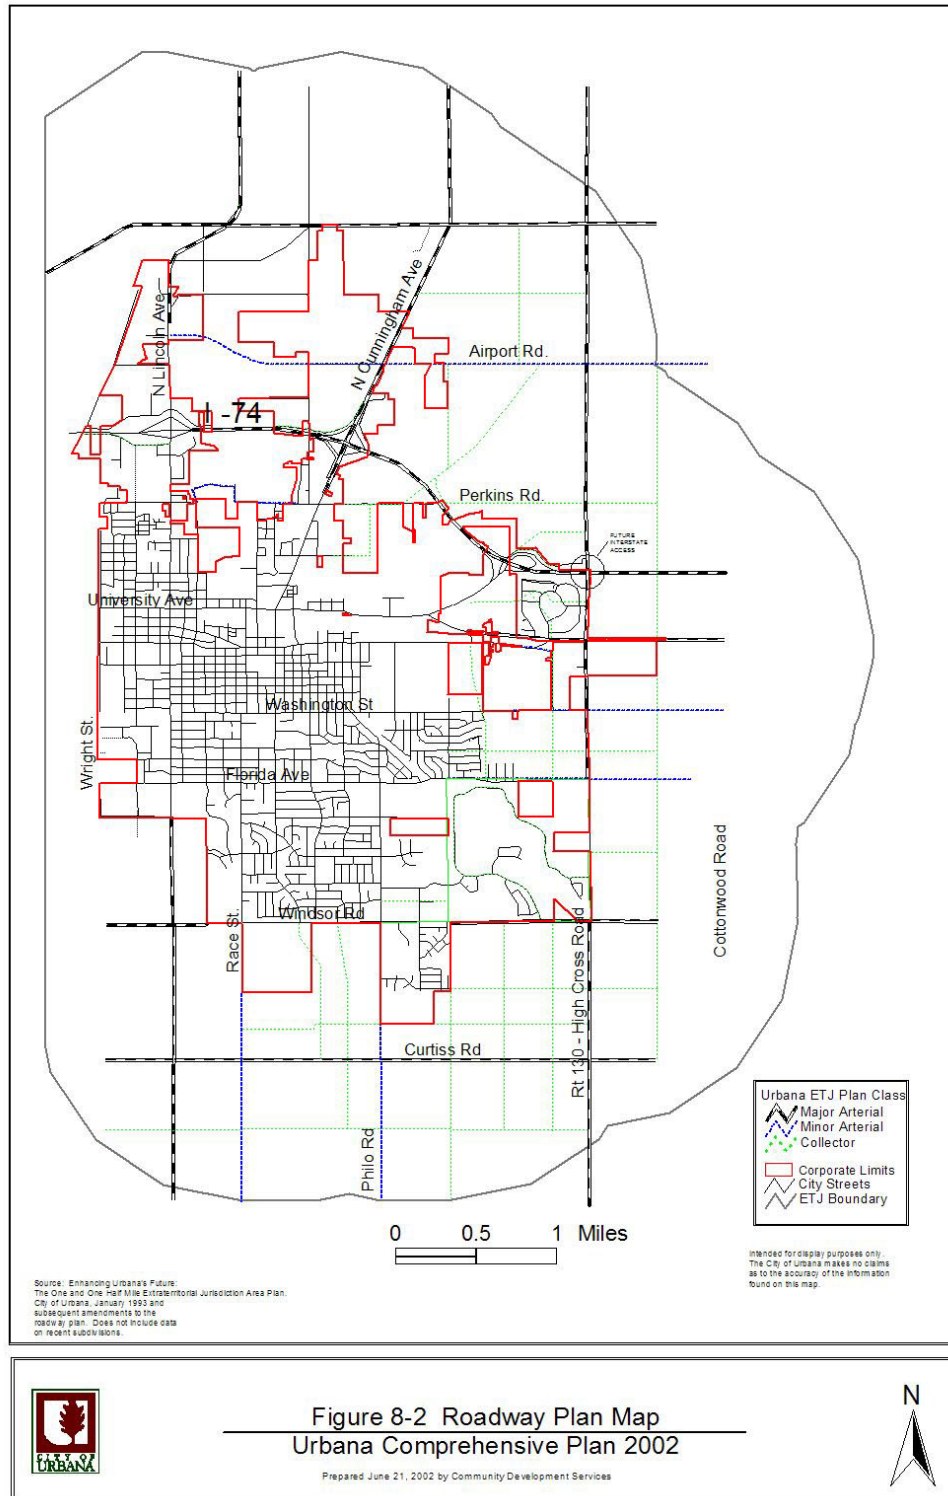 N Lincoln Ave
N Cunningham Ave
Airport Rd.
I -74
Perkins Rd.
FUTURE
INTERSTATE
ACCESS
University Ave
Washington St
Wright St.
Florida Ave
Cottonwood Road
Windsor Rd
Race St.
Rt 130 - High Cross Road
Curtiss Rd
Philo Rd
Urbana ETJ Plan Class
Major Arterial
Minor Arterial
Collector
Corporate Limits
City Streets
ETJ Boundary
0 0.5 1 Miles
Intended for display purposes only.
The City of Urbana makes no claims
as to the accuracy of the information
found on this map.
Source: Enhancing Urbana's Future:
The One and One Half Mile Extraterritorial Jurisdiction Area Plan.
City of Urbana, January 1993 and
subsequent amendments to the
roadway plan. Does not include data
on recent subdivisions.
CITY OF
URBANA
Figure 8-2 Roadway Plan Map
Urbana Comprehensive Plan 2002
Prepared June 21, 2002 by Community Development Services
N